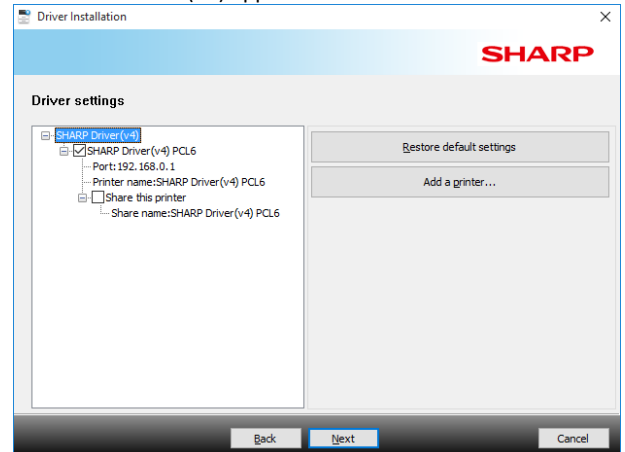 Driver Installation
SHARP
Driver settings
SHARP Driver(v4)
SHARP Driver(v4) PCL6
Port:192.168.0.1
Printer name:SHARP Driver(v4) PCL6
Share this printer
Share name:SHARP Driver(v4) PCL6
Restore default settings
Add a printer...
Back
Next
Cancel